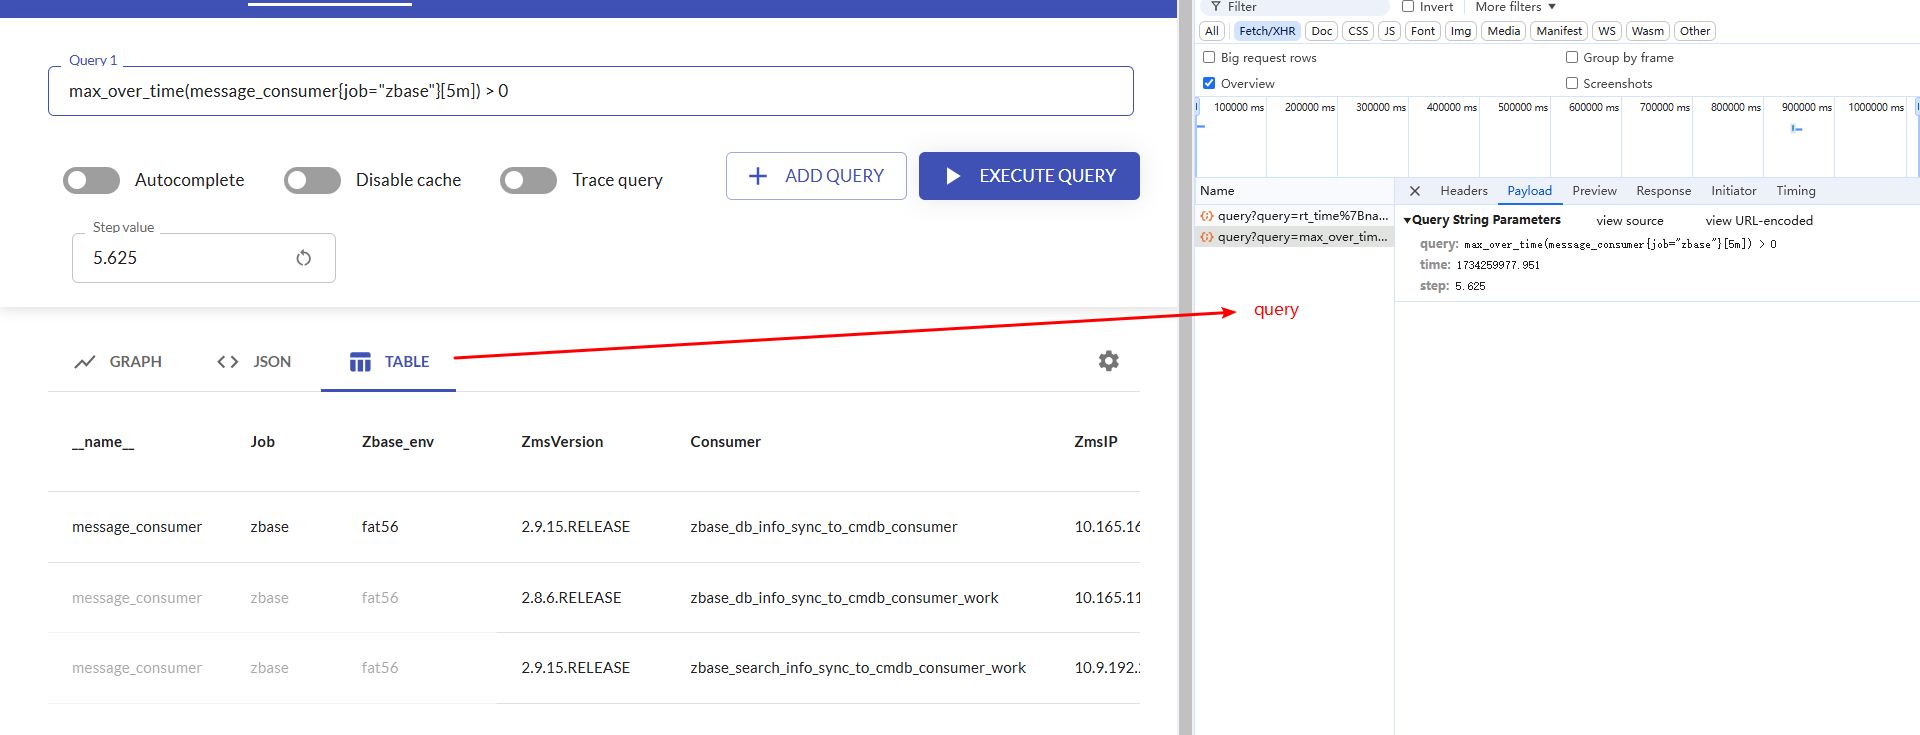 Query 1
max_over_time(message_consumer{job="zbase"}[5m]) > 0
Autocomplete
Disable cache
Trace query
ADD QUERY
EXECUTE QUERY
Step value
5.625
GRAPH
JSON
TABLE
__name__ Job Zbase_env ZmsVersion Consumer ZmsIP
message_consumer zbase fat56 2.9.15.RELEASE zbase_db_info_sync_to_cmdb_consumer 10.165.16
message_consumer zbase fat56 2.8.6.RELEASE zbase_db_info_sync_to_cmdb_consumer_work 10.165.11
message_consumer zbase fat56 2.9.15.RELEASE zbase_search_info_sync_to_cmdb_consumer_work 10.9.192.
Filter Invert More filters
All Fetch/XHR Doc CSS JS Font Img Media Manifest WS Wasm Other
Big request rows Group by frame
Overview Screenshots
100000 ms 200000 ms 300000 ms 400000 ms 500000 ms 600000 ms 700000 ms 800000 ms 900000 ms 1000000 ms
Name
query?query=rt_time%7Bna...
query?query=max_over_tim...
Headers Payload Preview Response Initiator Timing
Query String Parameters view source view URL-encoded
query: max_over_time(message_consumer{job="zbase"}[5m]) > 0
time: 1734259977.951
step: 5.625
query